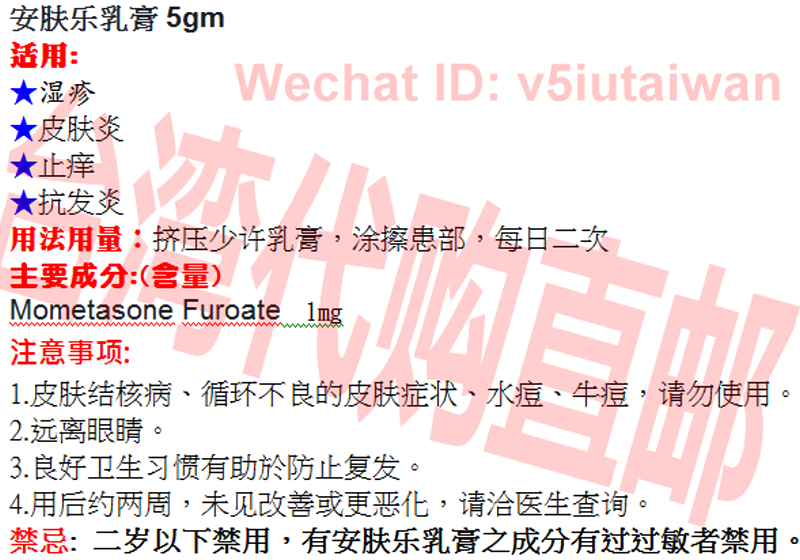 安肤乐乳膏 5gm
适用:
Wechat ID: v5iutaiwan
★湿疹
★皮肤炎
★止痒
★抗发炎
用法用量：挤压少许乳膏，涂擦患部，每日二次
主要成分:(含量)
Mometasone Furoate 1mg
注意事项:
1.皮肤结核病、循环不良的皮肤症状、水痘、牛痘，请勿使用。
2.远离眼睛。
3.良好卫生习惯有助於防止复发。
4.用后约两周，未见改善或更恶化，请洽医生查询。
禁忌: 二岁以下禁用，有安肤乐乳膏之成分有过过敏者禁用。
台湾代购直邮